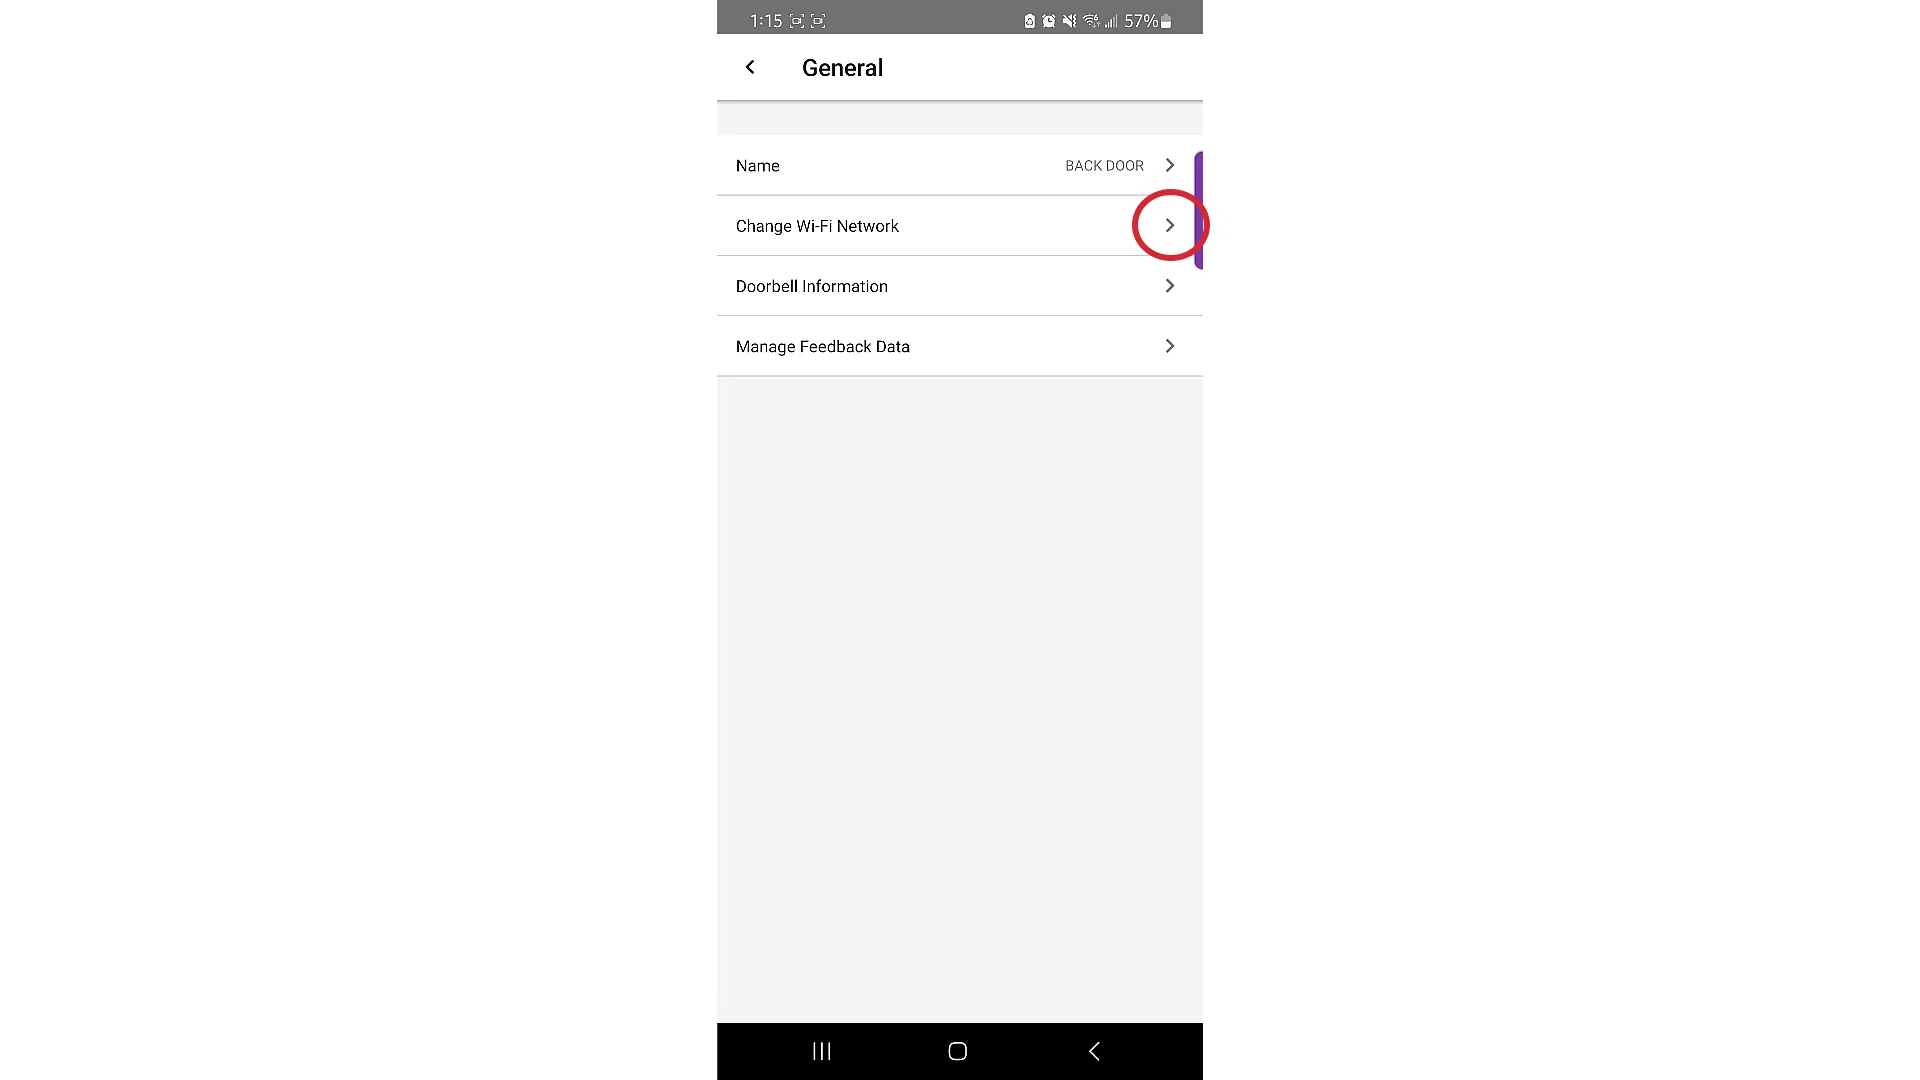 1:15 57%
General
Name BACK DOOR
Change Wi-Fi Network
Doorbell Information
Manage Feedback Data